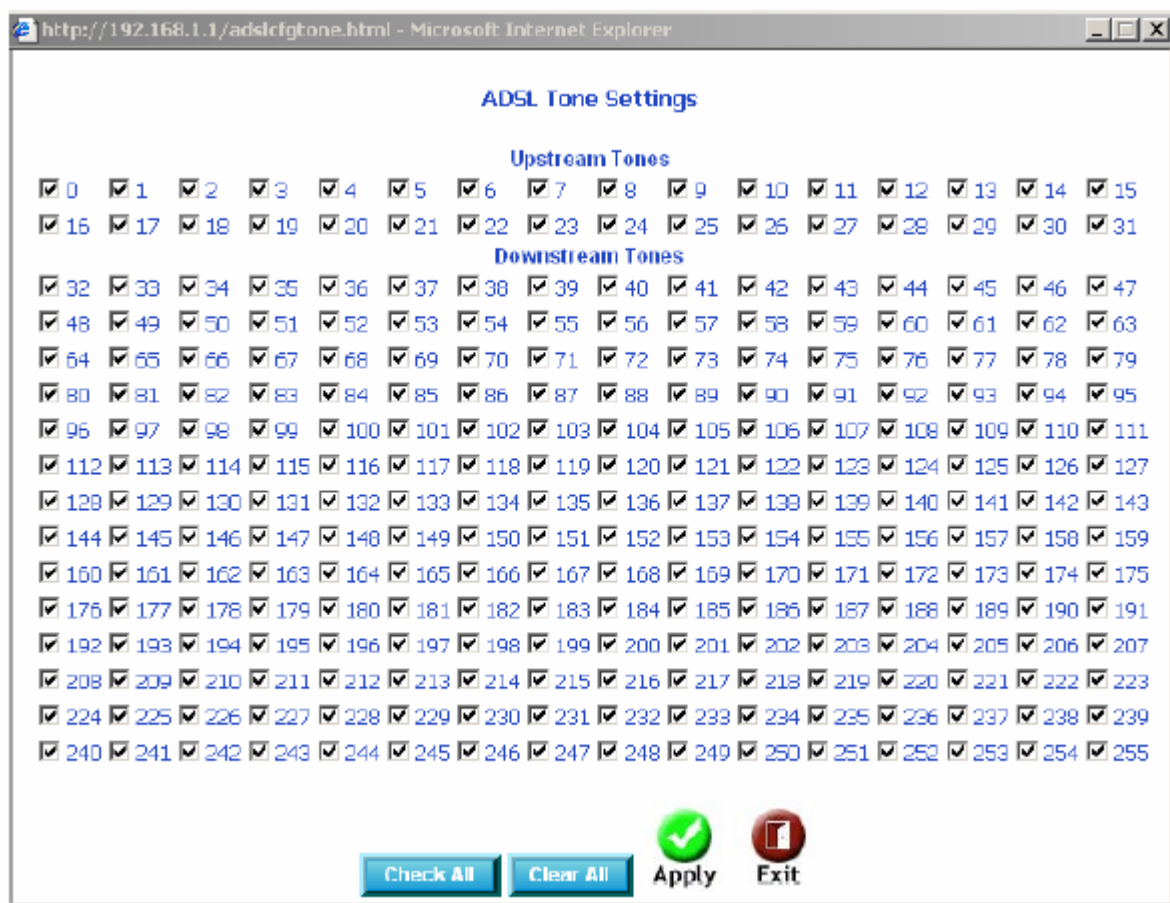 http://192.168.1.1/adslcfgtone.html - Microsoft Internet Explorer
ADSL Tone Settings
Upstream Tones
0 1 2 3 4 5 6 7 8 9 10 11 12 13 14 15
16 17 18 19 20 21 22 23 24 25 26 27 28 29 30 31
Downstream Tones
32 33 34 35 36 37 38 39 40 41 42 43 44 45 46 47
48 49 50 51 52 53 54 55 56 57 58 59 60 61 62 63
64 65 66 67 68 69 70 71 72 73 74 75 76 77 78 79
80 81 82 83 84 85 86 87 88 89 90 91 92 93 94 95
96 97 98 99 100 101 102 103 104 105 106 107 108 109 110 111
112 113 114 115 116 117 118 119 120 121 122 123 124 125 126 127
128 129 130 131 132 133 134 135 136 137 138 139 140 141 142 143
144 145 146 147 148 149 150 151 152 153 154 155 156 157 158 159
160 161 162 163 164 165 166 167 168 169 170 171 172 173 174 175
176 177 178 179 180 181 182 183 184 185 186 187 188 189 190 191
192 193 194 195 196 197 198 199 200 201 202 203 204 205 206 207
208 209 210 211 212 213 214 215 216 217 218 219 220 221 222 223
224 225 226 227 228 229 230 231 232 233 234 235 236 237 238 239
240 241 242 243 244 245 246 247 248 249 250 251 252 253 254 255
Check All Clear All Apply Exit